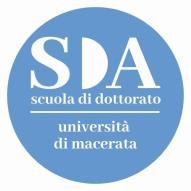 SDA
scuola di dottorato
università
di macerata